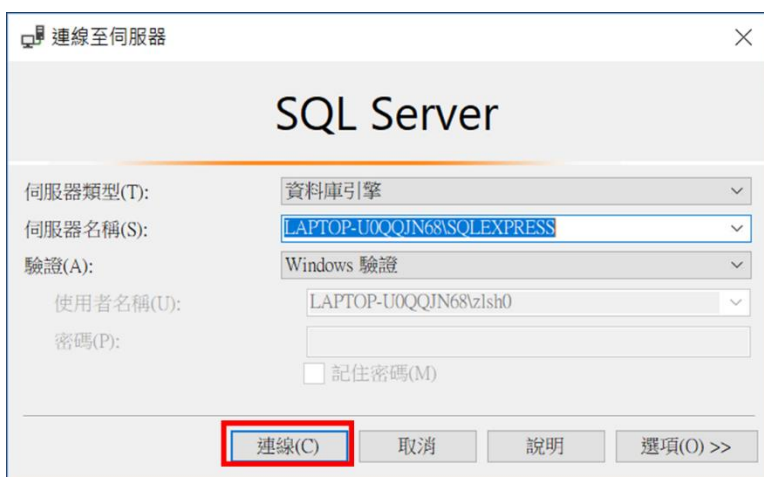 連線至伺服器
SQL Server
伺服器類型(T): 資料庫引擎
伺服器名稱(S): LAPTOP-U0QQJN68\SQLEXPRESS
驗證(A): Windows 驗證
使用者名稱(U): LAPTOP-U0QQJN68\zlsh0
密碼(P):
記住密碼(M)
連線(C) 取消 說明 選項(O) >>